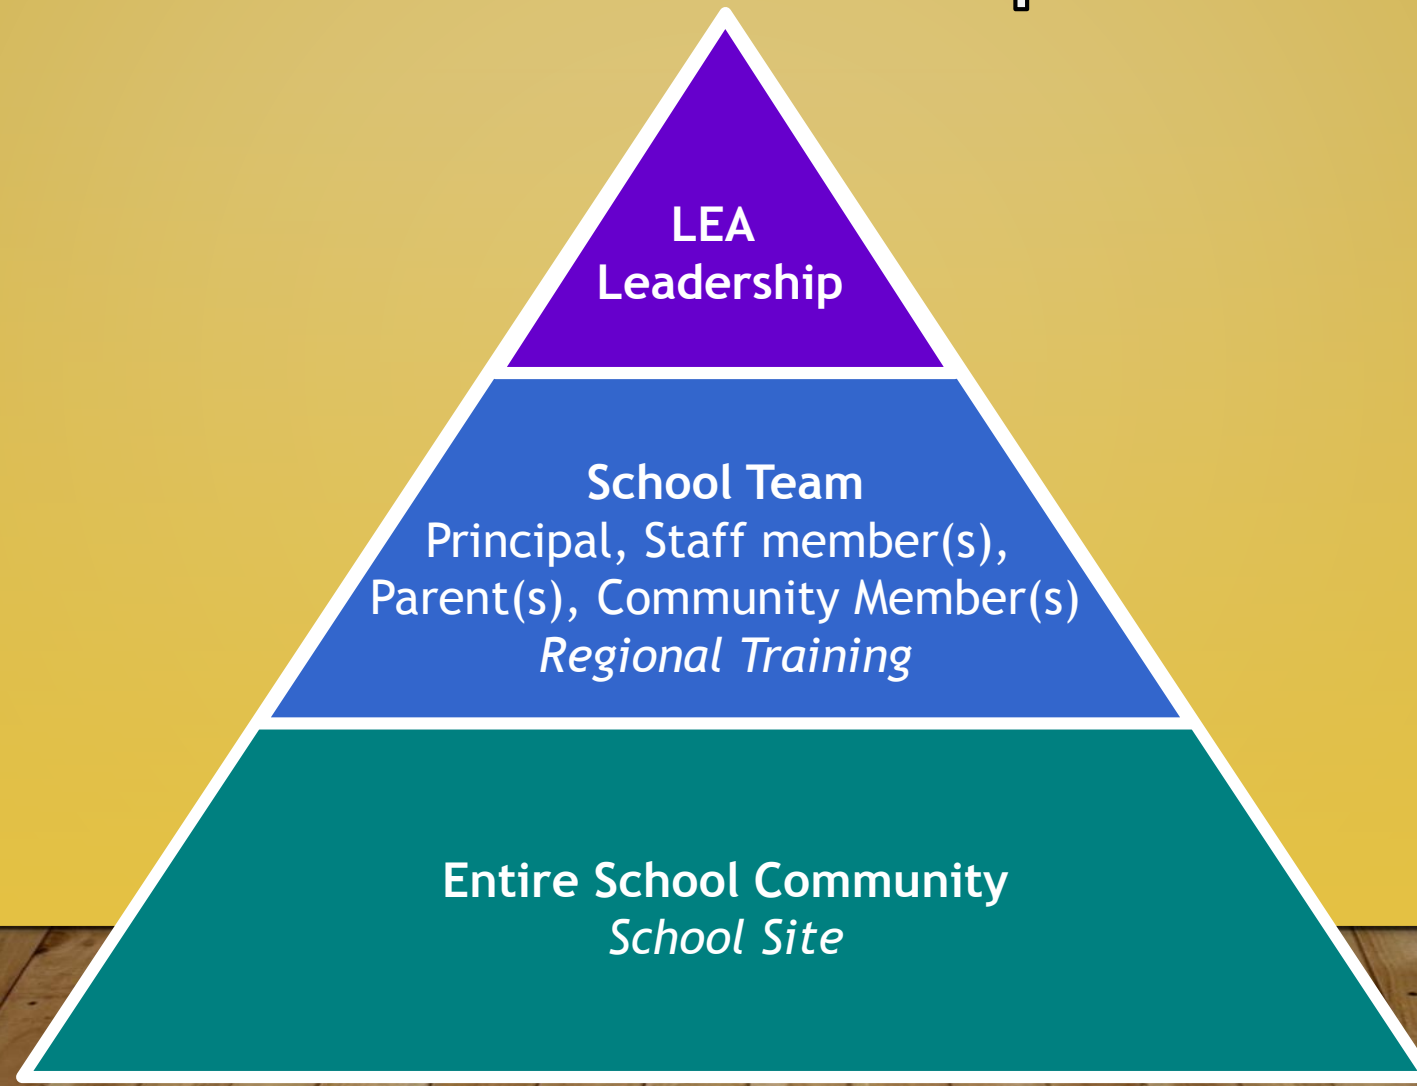 LEA
Leadership
School Team
Principal, Staff member(s),
Parent(s), Community Member(s)
Regional Training
Entire School Community
School Site